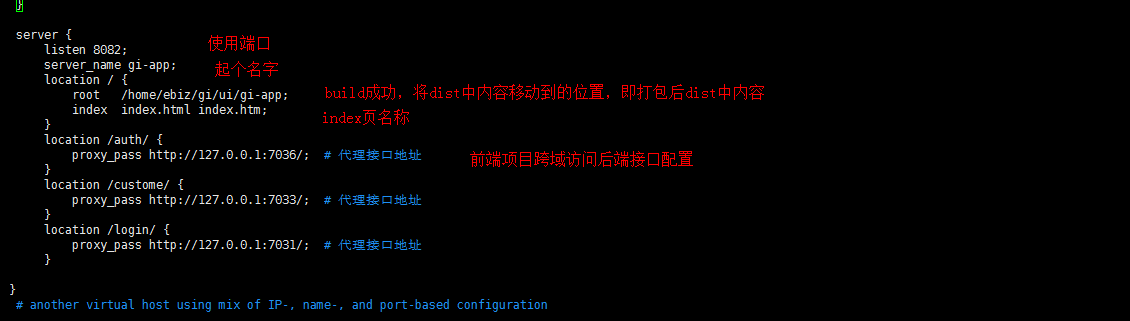 }
server {
listen 8082; 使用端口
server_name gi-app; 起个名字
location / {
root /home/ebiz/gi/ui/gi-app; build成功，将dist中内容移动到的位置，即打包后dist中内容
index index.html index.htm; index页名称
}
location /auth/ {
proxy_pass http://127.0.0.1:7036/; # 代理接口地址 前端项目跨域访问后端接口配置
}
location /custome/ {
proxy_pass http://127.0.0.1:7033/; # 代理接口地址
}
location /login/ {
proxy_pass http://127.0.0.1:7031/; # 代理接口地址
}
}
# another virtual host using mix of IP-, name-, and port-based configuration